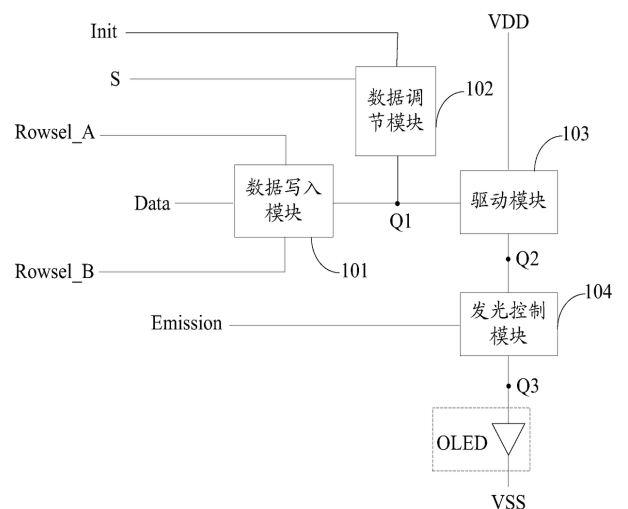 Init
VDD
S
数据调
节模块
102
Rowsel_A
103
数据写入
模块
驱动模块
Data
Q1
101
Q2
Rowsel_B
104
发光控制
模块
Emission
Q3
OLED
VSS